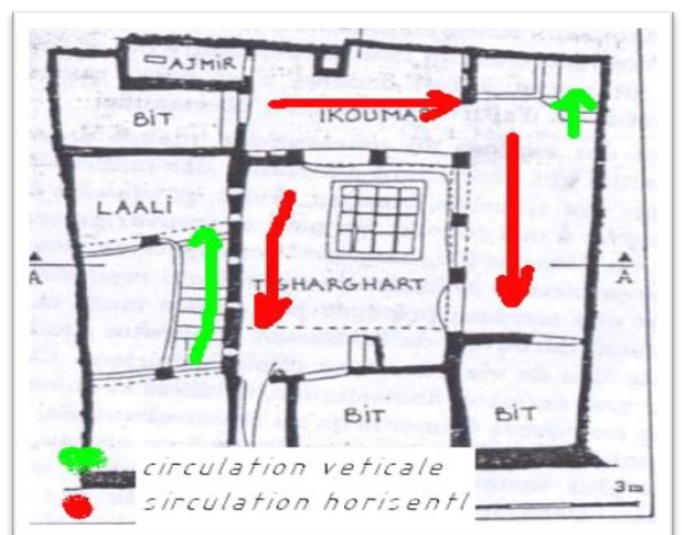 AJMIR
BIT
IKOUMAR
LAALI
TIGHARGHART
A
A
BIT
BIT
circulation veticale
sirculation horisentl
3m